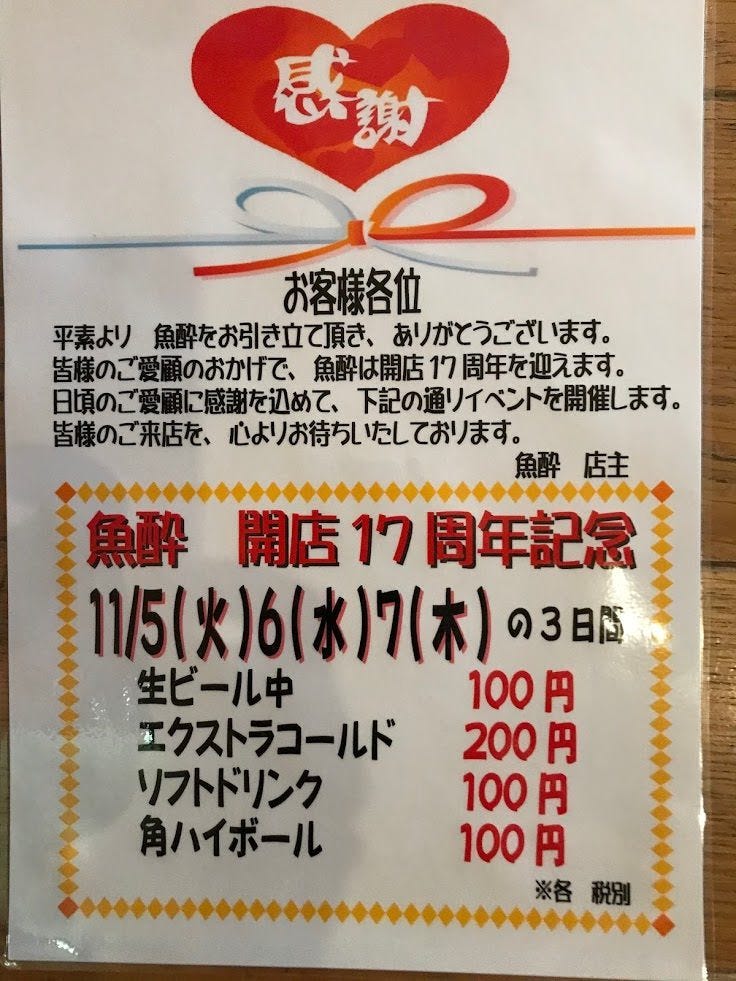 感謝
お客様各位
平素より 魚酔をお引き立て頂き、ありがとうございます。
皆様のご愛顧のおかげで、魚酔は開店17周年を迎えます。
日頃のご愛顧に感謝を込めて、下記の通りイベントを開催します。
皆様のご来店を、心よりお待ちいたしております。
魚酔 店主
魚酔 開店17周年記念
11/5(火)6(水)7(木)の3日間
生ビール中 100円
エクストラコールド 200円
ソフトドリンク 100円
角ハイボール 100円
※各 税別